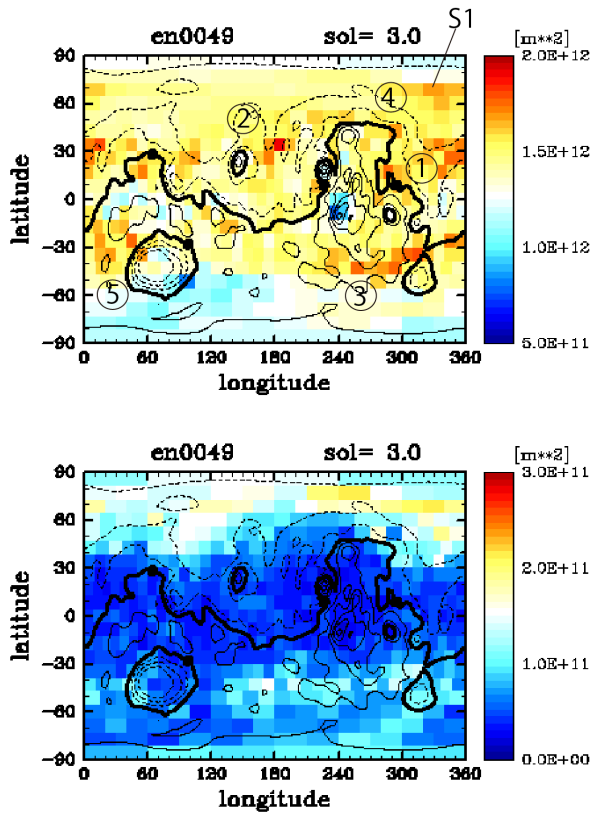 S1
en0049 sol= 3.0 [m**2]
90
60
30
0
-30
-60
-90
latitude
0 60 120 180 240 300 360
longitude
2.0E+12
1.5E+12
1.0E+12
5.0E+11
② ④
①
⑤ ③
en0049 sol= 3.0 [m**2]
90
60
30
0
-30
-60
-90
latitude
0 60 120 180 240 300 360
longitude
3.0E+11
2.0E+11
1.0E+11
0.0E+00